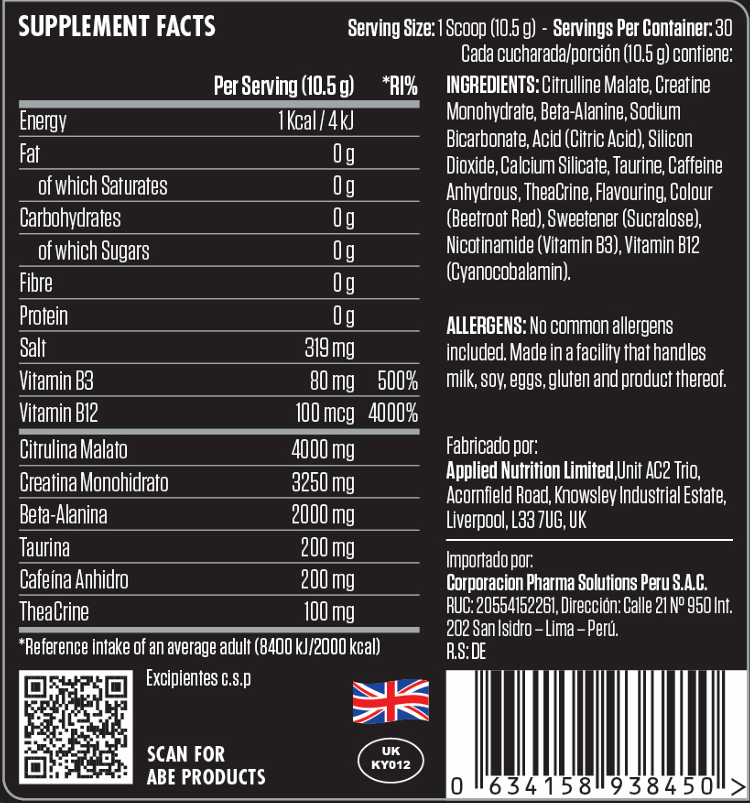 SUPPLEMENT FACTS
Serving Size: 1 Scoop (10.5 g) - Servings Per Container: 30
Cada cucharada/porción (10.5 g) contiene:
Per Serving (10.5 g) *RI%
Energy 1 Kcal / 4 kJ
Fat 0 g
of which Saturates 0 g
Carbohydrates 0 g
of which Sugars 0 g
Fibre 0 g
Protein 0 g
Salt 319 mg
Vitamin B3 80 mg 500%
Vitamin B12 100 mcg 4000%
Citrulina Malato 4000 mg
Creatina Monohidrato 3250 mg
Beta-Alanina 2000 mg
Taurina 200 mg
Cafeína Anhidro 200 mg
TheaCrine 100 mg
*Reference intake of an average adult (8400 kJ/2000 kcal)
Excipientes c.s.p
SCAN FOR
ABE PRODUCTS
UK
KY012
INGREDIENTS: Citrulline Malate, Creatine
Monohydrate, Beta-Alanine, Sodium
Bicarbonate, Acid (Citric Acid), Silicon
Dioxide, Calcium Silicate, Taurine, Caffeine
Anhydrous, TheaCrine, Flavouring, Colour
(Beetroot Red), Sweetener (Sucralose),
Nicotinamide (Vitamin B3), Vitamin B12
(Cyanocobalamin).
ALLERGENS: No common allergens
included. Made in a facility that handles
milk, soy, eggs, gluten and product thereof.
Fabricado por:
Applied Nutrition Limited,Unit AC2 Trio,
Acornfield Road, Knowsley Industrial Estate,
Liverpool, L33 7UG, UK
Importado por:
Corporacion Pharma Solutions Peru S.A.C.
RUC: 20554152261, Dirección: Calle 21 Nº 950 Int.
202 San Isidro – Lima – Perú.
R.S: DE
0 634158 938450 >